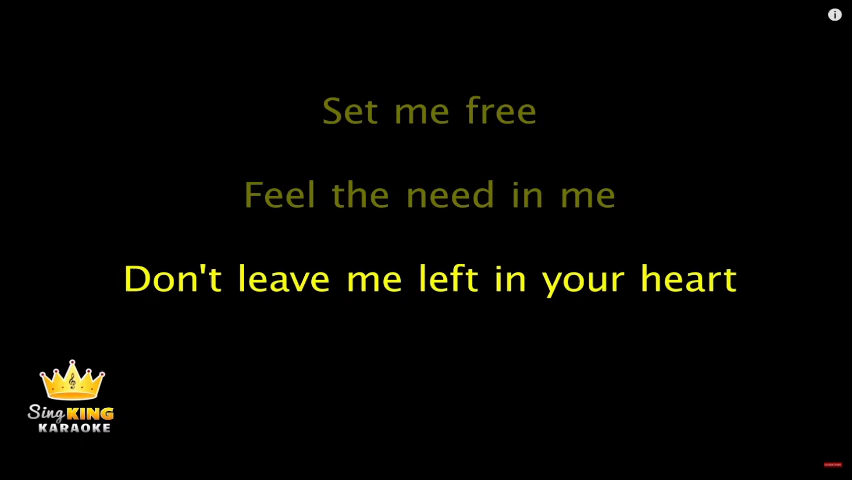 Set me free
Feel the need in me
Don't leave me left in your heart
Sing KING
KARAOKE